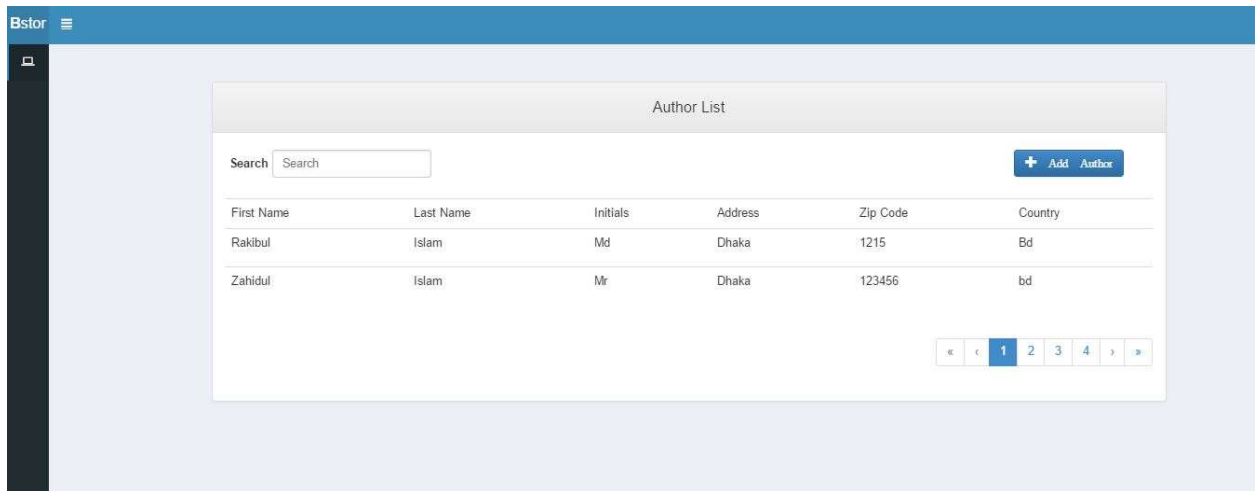 Bstor
Author List
Search Search + Add Author
First Name Last Name Initials Address Zip Code Country
Rakibul Islam Md Dhaka 1215 Bd
Zahidul Islam Mr Dhaka 123456 bd
« ‹ 1 2 3 4 › »